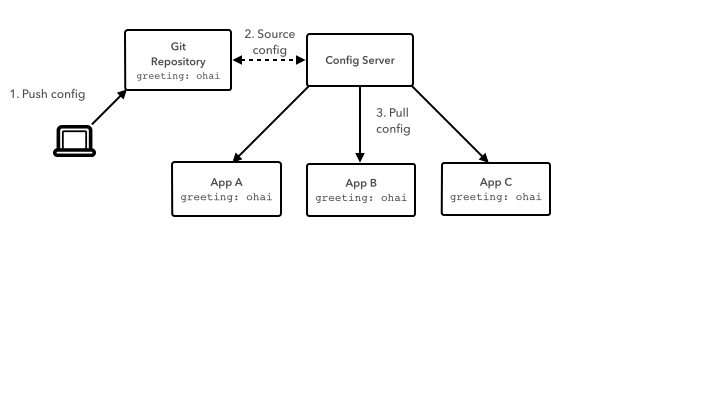 2. Source
config
Git
Repository
greeting: ohai
Config Server
1. Push config
3. Pull
config
App A
greeting: ohai
App B
greeting: ohai
App C
greeting: ohai